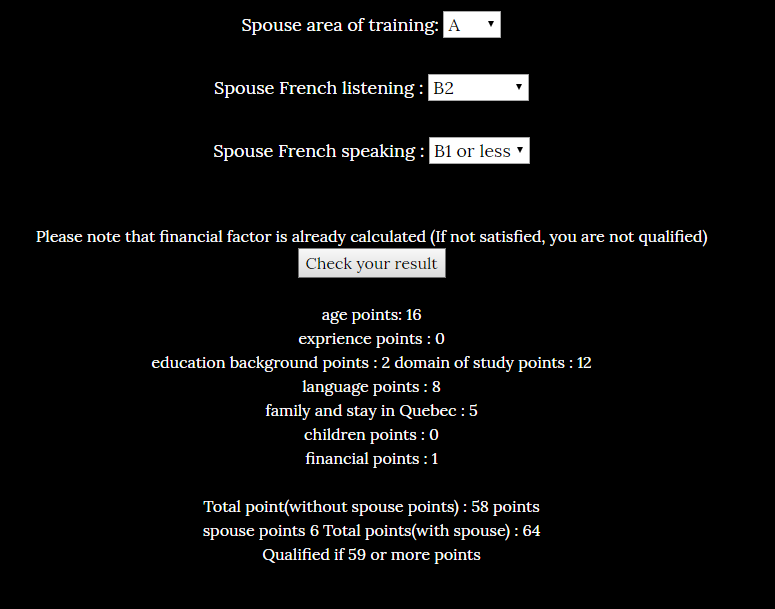 Spouse area of training: A
Spouse French listening : B2
Spouse French speaking : B1 or less
Please note that financial factor is already calculated (If not satisfied, you are not qualified)
Check your result
age points: 16
exprience points : 0
education background points : 2 domain of study points : 12
language points : 8
family and stay in Quebec : 5
children points : 0
financial points : 1
Total point(without spouse points) : 58 points
spouse points 6 Total points(with spouse) : 64
Qualified if 59 or more points